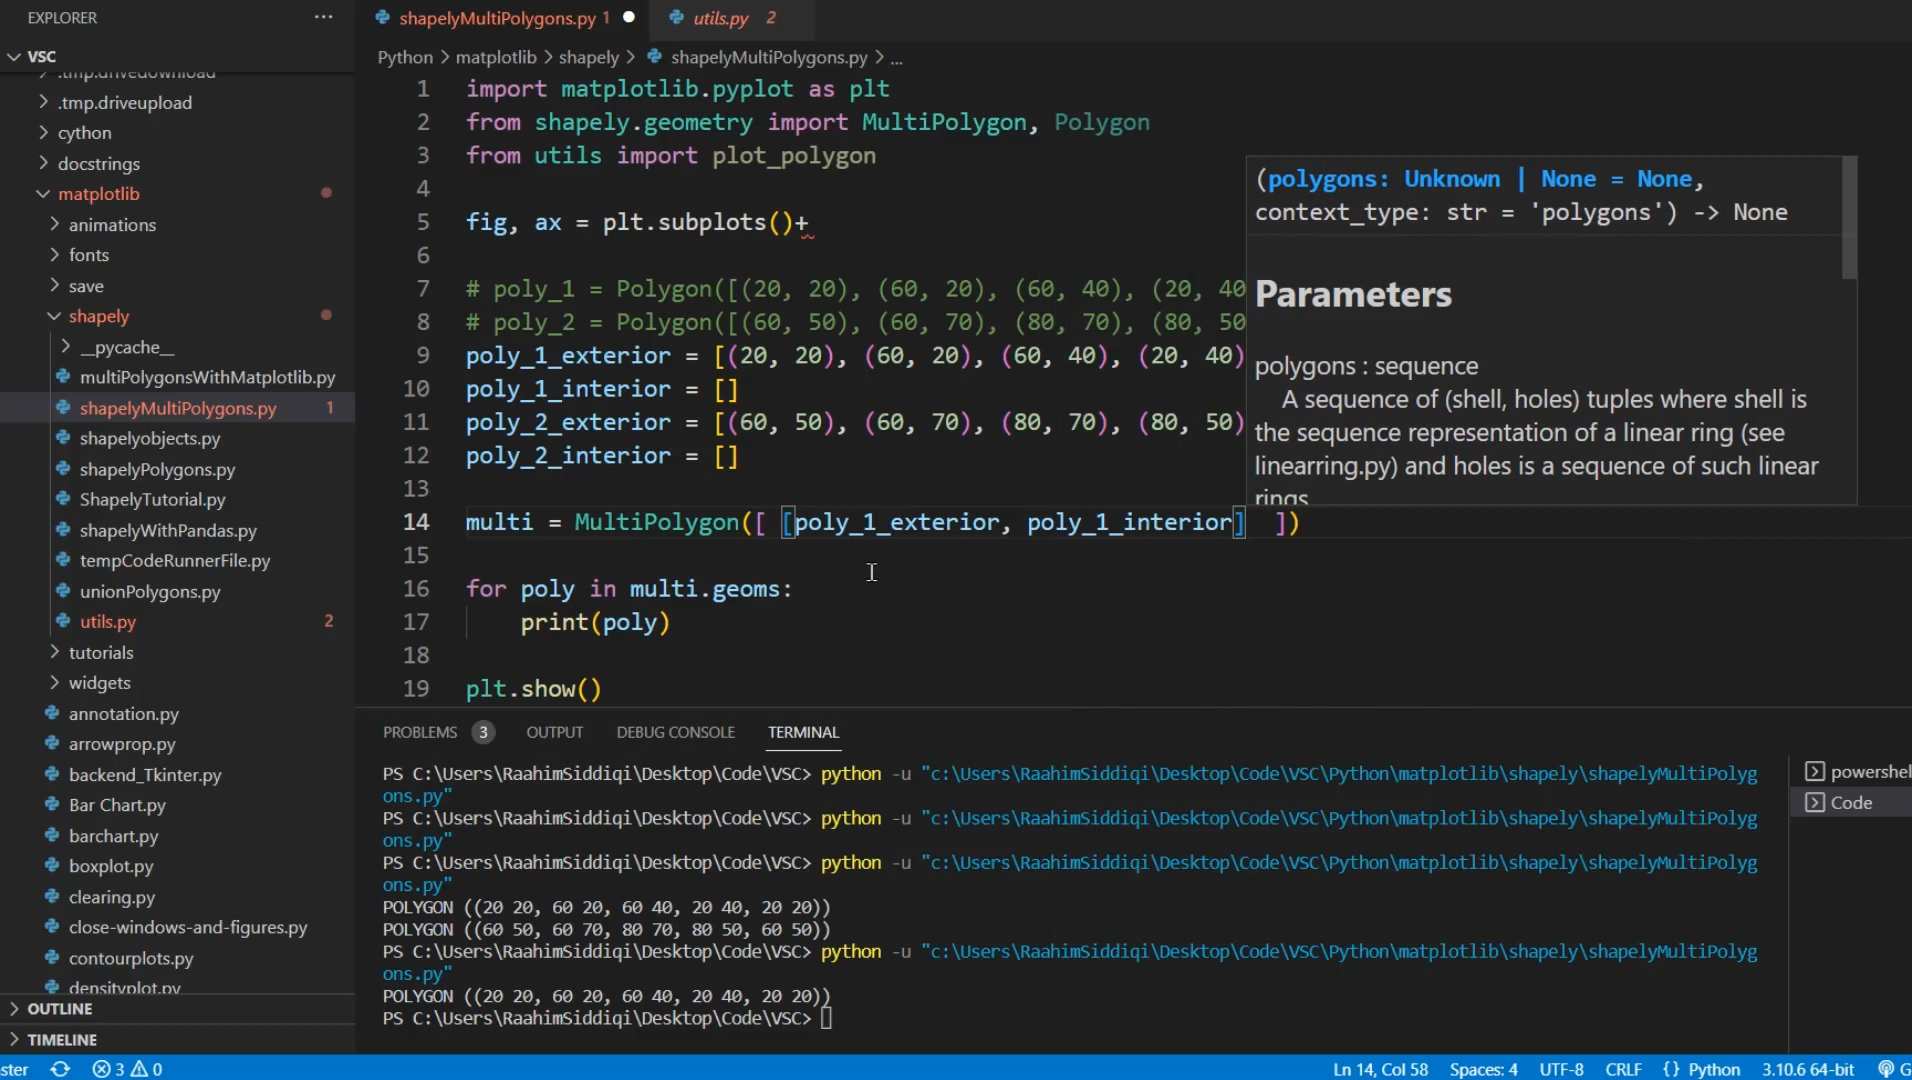 EXPLORER
VSC
.tmp.drivedownload
.tmp.driveupload
cython
docstrings
matplotlib
animations
fonts
save
shapely
__pycache__
multiPolygonsWithMatplotlib.py
shapelyMultiPolygons.py 1
shapelyobjects.py
shapelyPolygons.py
ShapelyTutorial.py
shapelyWithPandas.py
tempCodeRunnerFile.py
unionPolygons.py
utils.py 2
tutorials
widgets
annotation.py
arrowprop.py
backend_Tkinter.py
Bar Chart.py
barchart.py
boxplot.py
clearing.py
close-windows-and-figures.py
contourplots.py
densityplot.py
OUTLINE
TIMELINE
shapelyMultiPolygons.py 1
utils.py 2
Python > matplotlib > shapely > shapelyMultiPolygons.py > ...
1 import matplotlib.pyplot as plt
2 from shapely.geometry import MultiPolygon, Polygon
3 from utils import plot_polygon
4
5 fig, ax = plt.subplots()+
6
7 # poly_1 = Polygon([(20, 20), (60, 20), (60, 40), (20, 40
8 # poly_2 = Polygon([(60, 50), (60, 70), (80, 70), (80, 50
9 poly_1_exterior = [(20, 20), (60, 20), (60, 40), (20, 40)
10 poly_1_interior = []
11 poly_2_exterior = [(60, 50), (60, 70), (80, 70), (80, 50)
12 poly_2_interior = []
13
14 multi = MultiPolygon([ [poly_1_exterior, poly_1_interior]  ])
15
16 for poly in multi.geoms:
17 print(poly)
18
19 plt.show()
(polygons: Unknown | None = None,
context_type: str = 'polygons') -> None
Parameters
polygons : sequence
A sequence of (shell, holes) tuples where shell is
the sequence representation of a linear ring (see
linearring.py) and holes is a sequence of such linear
rings
PROBLEMS 3 OUTPUT DEBUG CONSOLE TERMINAL
PS C:\Users\RaahimSiddiqi\Desktop\Code\VSC> python -u "c:\Users\RaahimSiddiqi\Desktop\Code\VSC\Python\matplotlib\shapely\shapelyMultiPolyg
ons.py"
PS C:\Users\RaahimSiddiqi\Desktop\Code\VSC> python -u "c:\Users\RaahimSiddiqi\Desktop\Code\VSC\Python\matplotlib\shapely\shapelyMultiPolyg
ons.py"
PS C:\Users\RaahimSiddiqi\Desktop\Code\VSC> python -u "c:\Users\RaahimSiddiqi\Desktop\Code\VSC\Python\matplotlib\shapely\shapelyMultiPolyg
ons.py"
POLYGON ((20 20, 60 20, 60 40, 20 40, 20 20))
POLYGON ((60 50, 60 70, 80 70, 80 50, 60 50))
PS C:\Users\RaahimSiddiqi\Desktop\Code\VSC> python -u "c:\Users\RaahimSiddiqi\Desktop\Code\VSC\Python\matplotlib\shapely\shapelyMultiPolyg
ons.py"
POLYGON ((20 20, 60 20, 60 40, 20 40, 20 20))
PS C:\Users\RaahimSiddiqi\Desktop\Code\VSC>
powershel
Code
ster 3 0 Ln 14, Col 58 Spaces: 4 UTF-8 CRLF {} Python 3.10.6 64-bit G